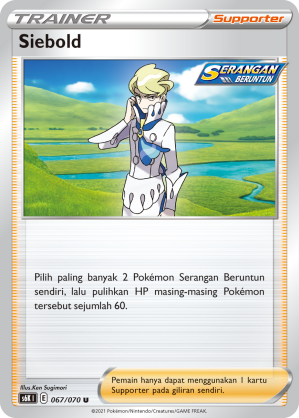 TRAINER Supporter
Siebold
SERANGAN
BERUNTUN
Pilih paling banyak 2 Pokémon Serangan Beruntun
sendiri, lalu pulihkan HP masing-masing Pokémon
tersebut sejumlah 60.
Illus.Ken Sugimori
s6K I E 067/070 U
Pemain hanya dapat menggunakan 1 kartu
Supporter pada giliran sendiri.
©2021 Pokémon/Nintendo/Creatures/GAME FREAK.